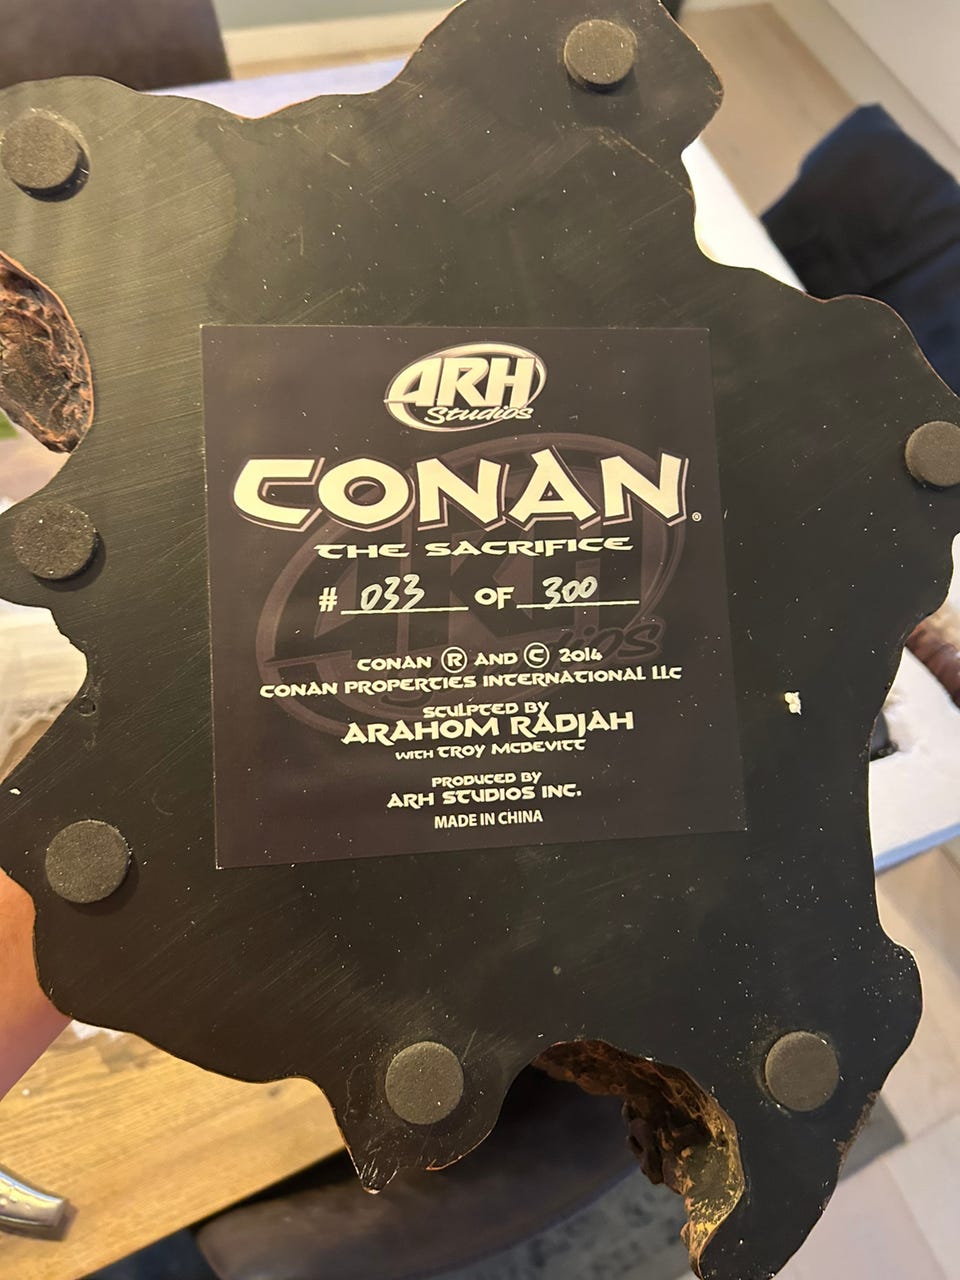 ARH
Studios
CONAN®
THE SACRIFICE
# 033 OF 300
CONAN ® AND © 2014
CONAN PROPERTIES INTERNATIONAL LLC
SCULPTED BY
ARAHOM RADJAH
WITH TROY MCDEVITT
PRODUCED BY
ARH STUDIOS INC.
MADE IN CHINA